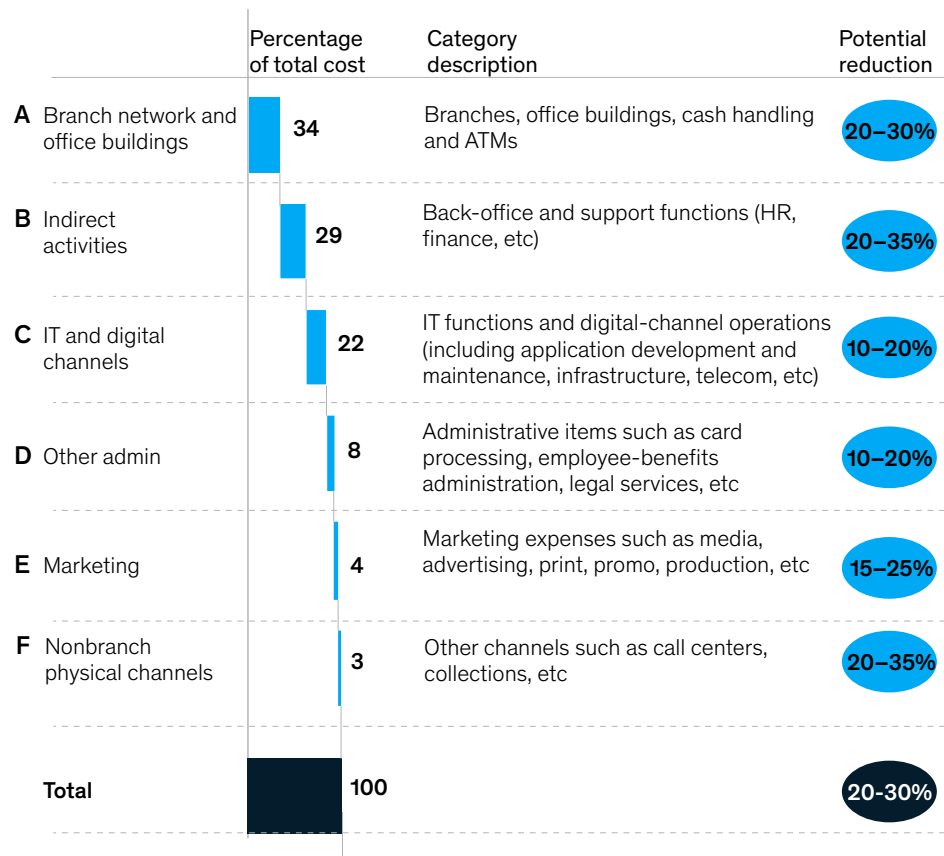 Percentage
of total cost
Category
description
Potential
reduction
A Branch network and
office buildings
34
Branches, office buildings, cash handling
and ATMs
20–30%
B Indirect
activities
29
Back-office and support functions (HR,
finance, etc)
20–35%
C IT and digital
channels
22
IT functions and digital-channel operations
(including application development and
maintenance, infrastructure, telecom, etc)
10–20%
D Other admin
8
Administrative items such as card
processing, employee-benefits
administration, legal services, etc
10–20%
E Marketing
4
Marketing expenses such as media,
advertising, print, promo, production, etc
15–25%
F Nonbranch
physical channels
3
Other channels such as call centers,
collections, etc
20–35%
Total
100
20-30%